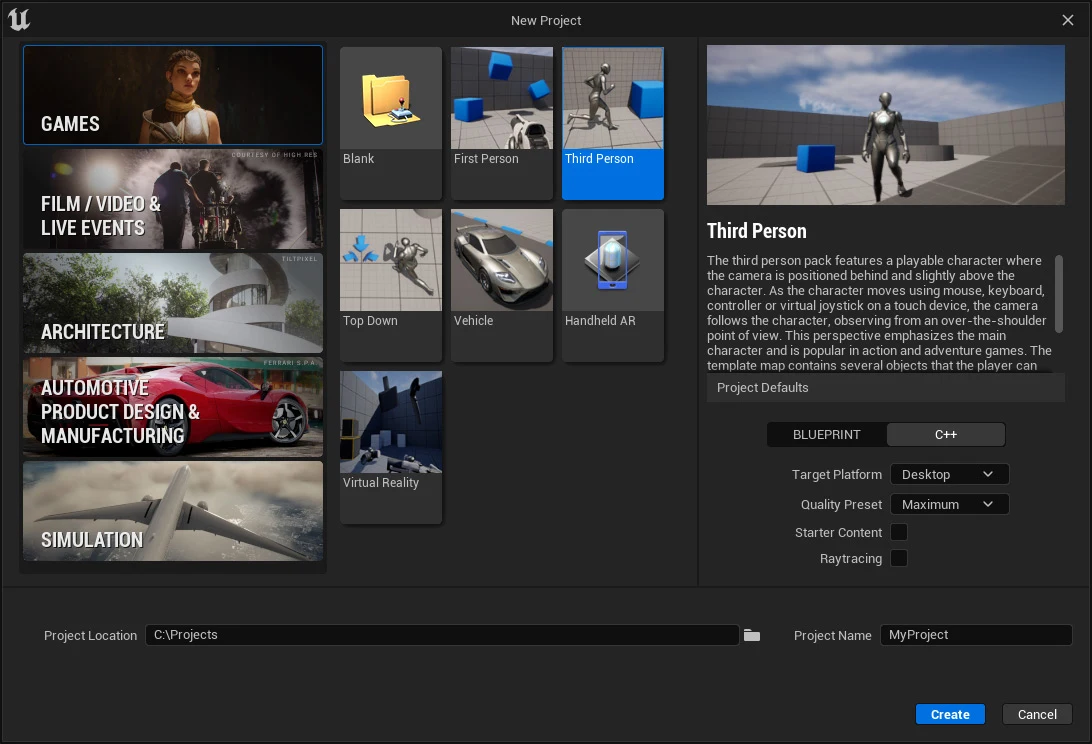 New Project
GAMES
COURTESY OF HIGH RES
FILM / VIDEO &
LIVE EVENTS
TILTPIXEL
ARCHITECTURE
FERRARI S.P.A.
AUTOMOTIVE
PRODUCT DESIGN &
MANUFACTURING
SIMULATION
Blank
First Person
Third Person
Top Down
Vehicle
Handheld AR
Virtual Reality
Third Person
The third person pack features a playable character where
the camera is positioned behind and slightly above the
character. As the character moves using mouse, keyboard,
controller or virtual joystick on a touch device, the camera
follows the character, observing from an over-the-shoulder
point of view. This perspective emphasizes the main
character and is popular in action and adventure games. The
template map contains several objects that the player can
Project Defaults
BLUEPRINT C++
Target Platform Desktop
Quality Preset Maximum
Starter Content
Raytracing
Project Location C:\Projects Project Name MyProject
Create Cancel